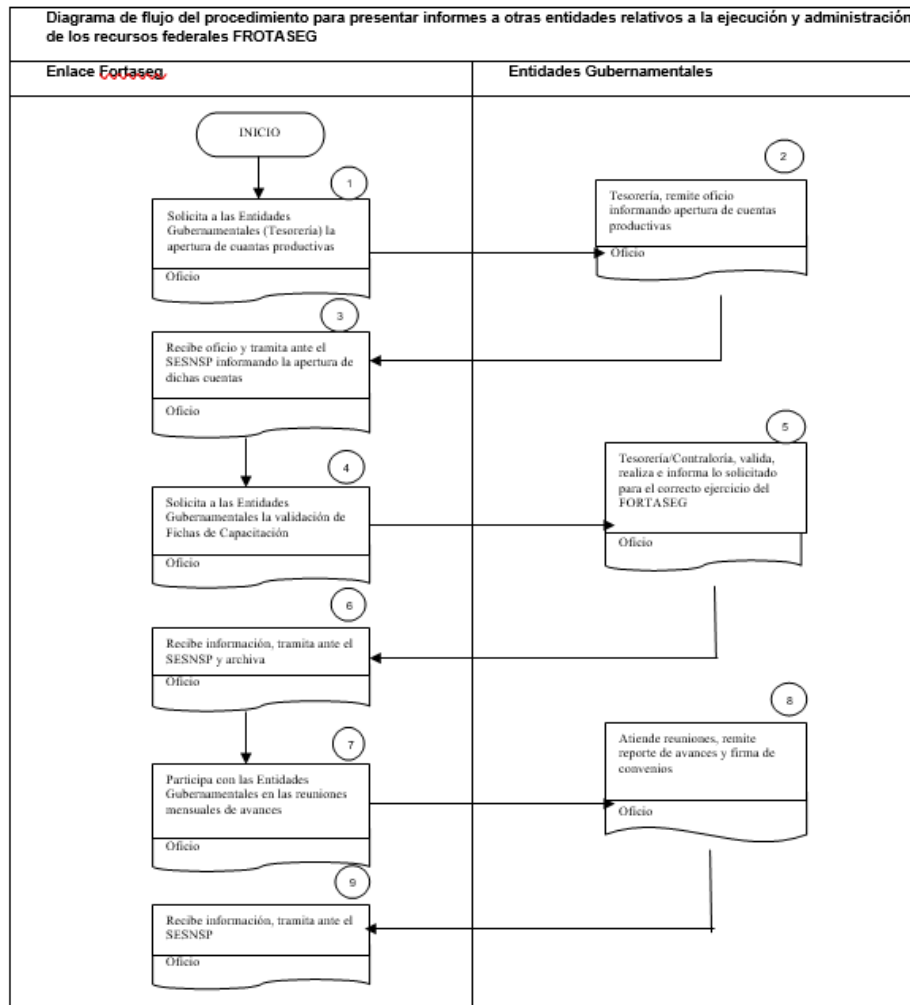 Diagrama de flujo del procedimiento para presentar informes a otras entidades relativos a la ejecución y administración
de los recursos federales FROTASEG
Enlace Fortaseg
Entidades Gubernamentales
INICIO
1
Solicita a las Entidades
Gubernamentales (Tesorería) la
apertura de cuantas productivas
Oficio
2
Tesorería, remite oficio
informando apertura de cuentas
productivas
Oficio
3
Recibe oficio y tramita ante el
SESNSP informando la apertura de
dichas cuentas
Oficio
4
Solicita a las Entidades
Gubernamentales la validación de
Fichas de Capacitación
Oficio
5
Tesorería/Contraloría, valida,
realiza e informa lo solicitado
para el correcto ejercicio del
FORTASEG
Oficio
6
Recibe información, tramita ante el
SESNSP y archiva
Oficio
7
Participa con las Entidades
Gubernamentales en las reuniones
mensuales de avances
Oficio
8
Atiende reuniones, remite
reporte de avances y firma de
convenios
Oficio
9
Recibe información, tramita ante el
SESNSP
Oficio